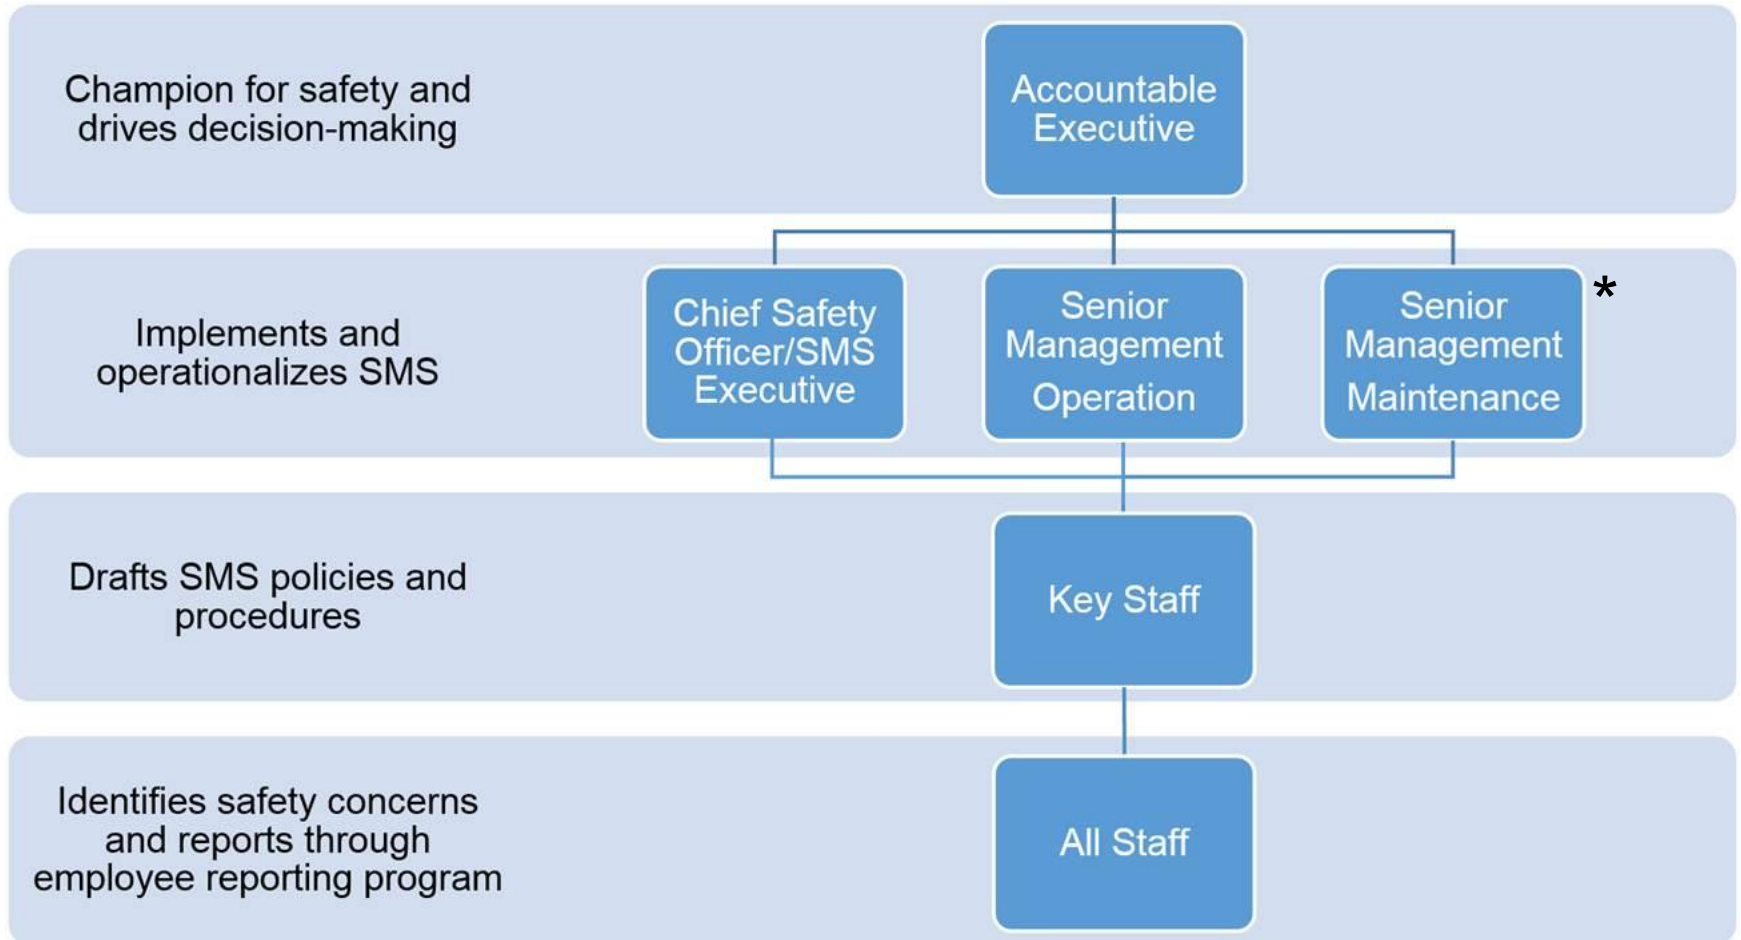 Champion for safety and
drives decision-making
Accountable
Executive
Implements and
operationalizes SMS
Chief Safety
Officer/SMS
Executive
Senior
Management
Operation
Senior
Management
Maintenance
*
Drafts SMS policies and
procedures
Key Staff
Identifies safety concerns
and reports through
employee reporting program
All Staff